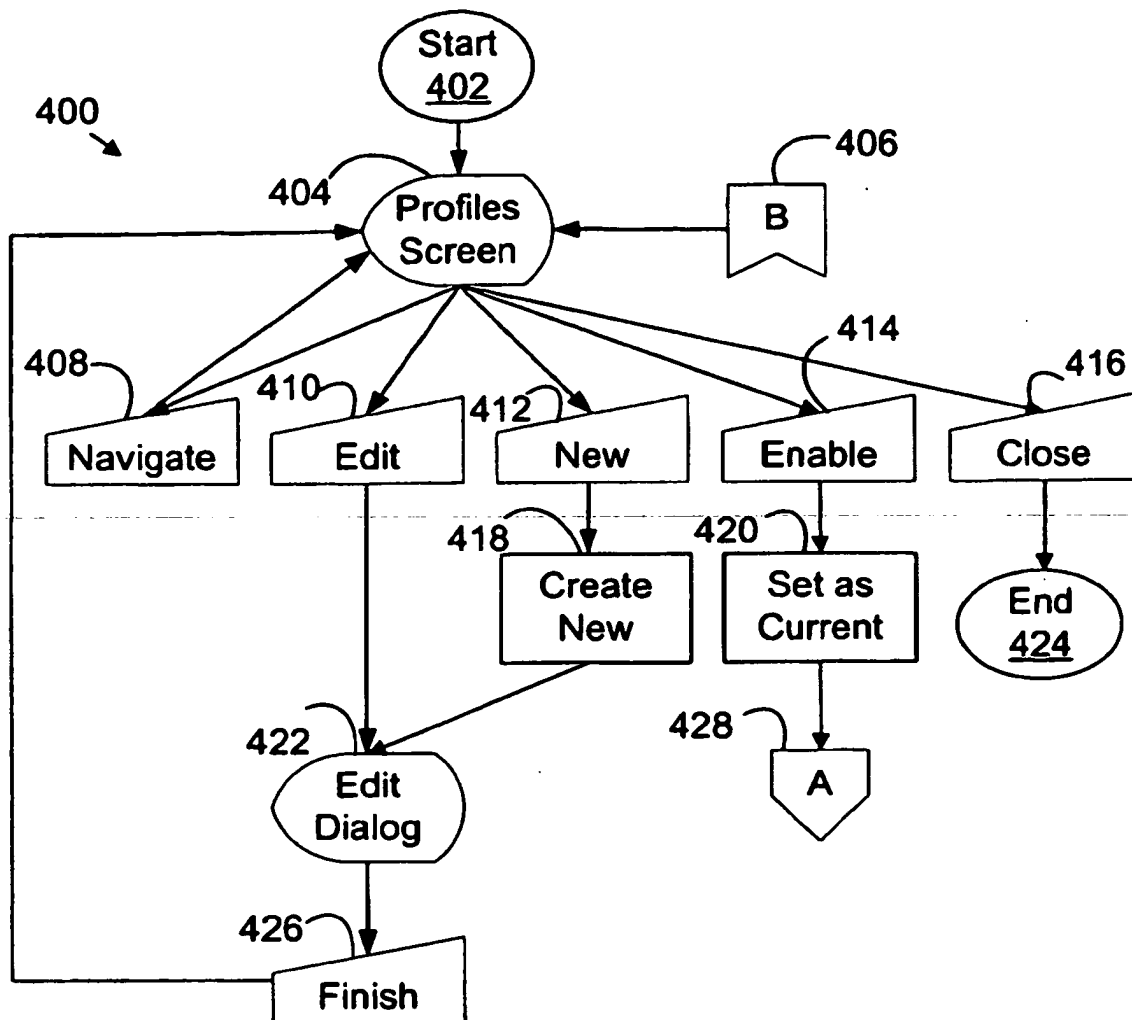 Start
402
400
404
406
Profiles
Screen
B
408
410
412
414
416
Navigate
Edit
New
Enable
Close
418
420
Create
New
Set as
Current
End
424
422
428
Edit
Dialog
A
426
Finish